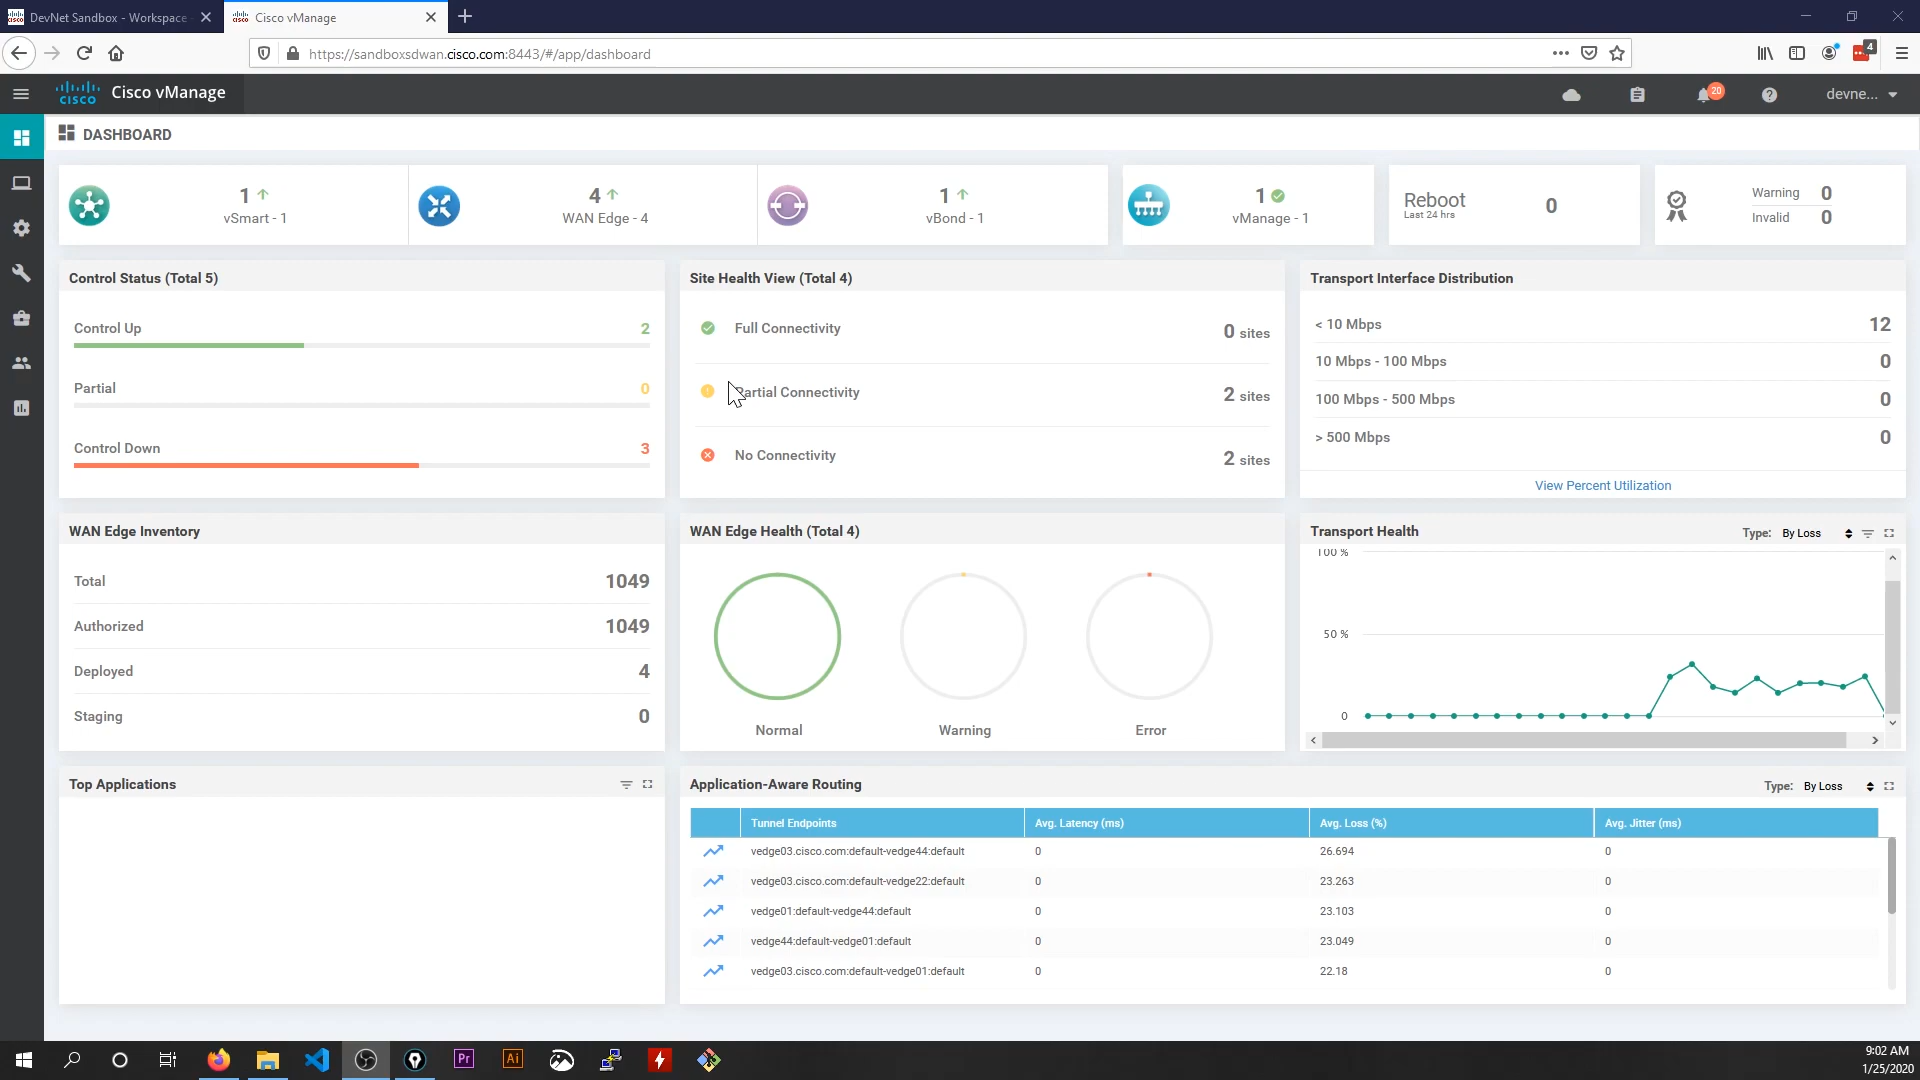 DevNet Sandbox - Workspace
Cisco vManage
https://sandboxsdwan.cisco.com:8443/#/app/dashboard
4
cisco
Cisco vManage
20
devne...
DASHBOARD
1
vSmart - 1
4
WAN Edge - 4
1
vBond - 1
1
vManage - 1
Reboot
Last 24 hrs
0
Warning 0
Invalid 0
Control Status (Total 5)
Control Up 2
Partial 0
Control Down 3
Site Health View (Total 4)
Full Connectivity 0 sites
Partial Connectivity 2 sites
No Connectivity 2 sites
Transport Interface Distribution
< 10 Mbps 12
10 Mbps - 100 Mbps 0
100 Mbps - 500 Mbps 0
> 500 Mbps 0
View Percent Utilization
WAN Edge Inventory
Total 1049
Authorized 1049
Deployed 4
Staging 0
WAN Edge Health (Total 4)
Normal Warning Error
Transport Health Type: By Loss
100 %
50 %
0
Top Applications
Application-Aware Routing Type: By Loss
Tunnel Endpoints Avg. Latency (ms) Avg. Loss (%) Avg. Jitter (ms)
vedge03.cisco.com:default-vedge44:default 0 26.694 0
vedge03.cisco.com:default-vedge22:default 0 23.263 0
vedge01:default-vedge44:default 0 23.103 0
vedge44:default-vedge01:default 0 23.049 0
vedge03.cisco.com:default-vedge01:default 0 22.18 0
Pr
Ai
9:02 AM
1/25/2020